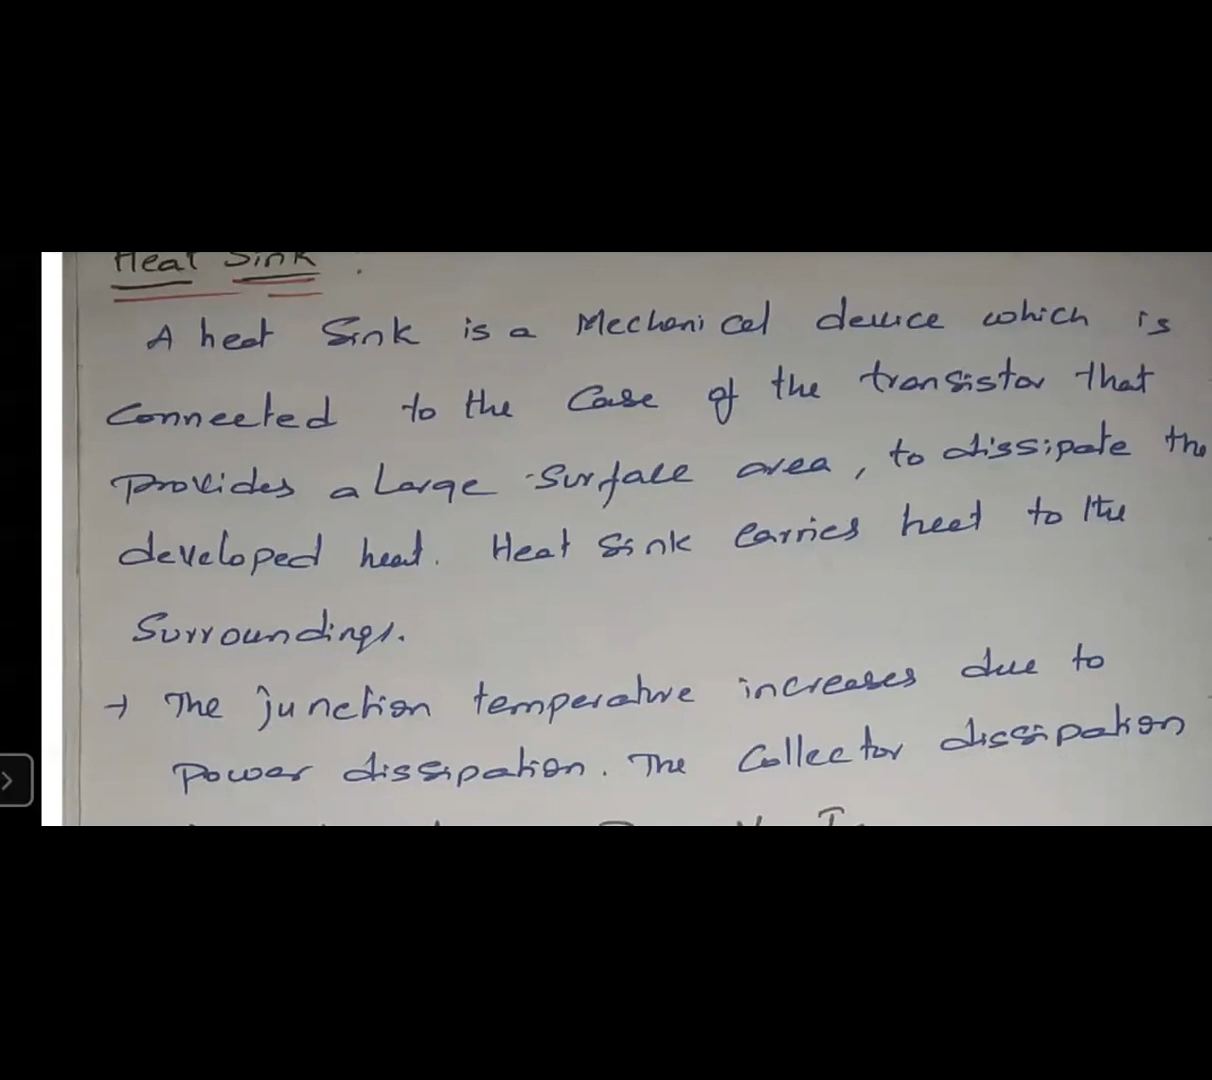 Heat Sink
A heat Sink is a Mechanical device which is
Connected to the Case of the transistor that
Provides a Large Surface area, to dissipate the
developed heat. Heat Sink Carries heat to the
Surroundings.
→ The junction temperature increases due to
Power dissipation. The Collector dissipation